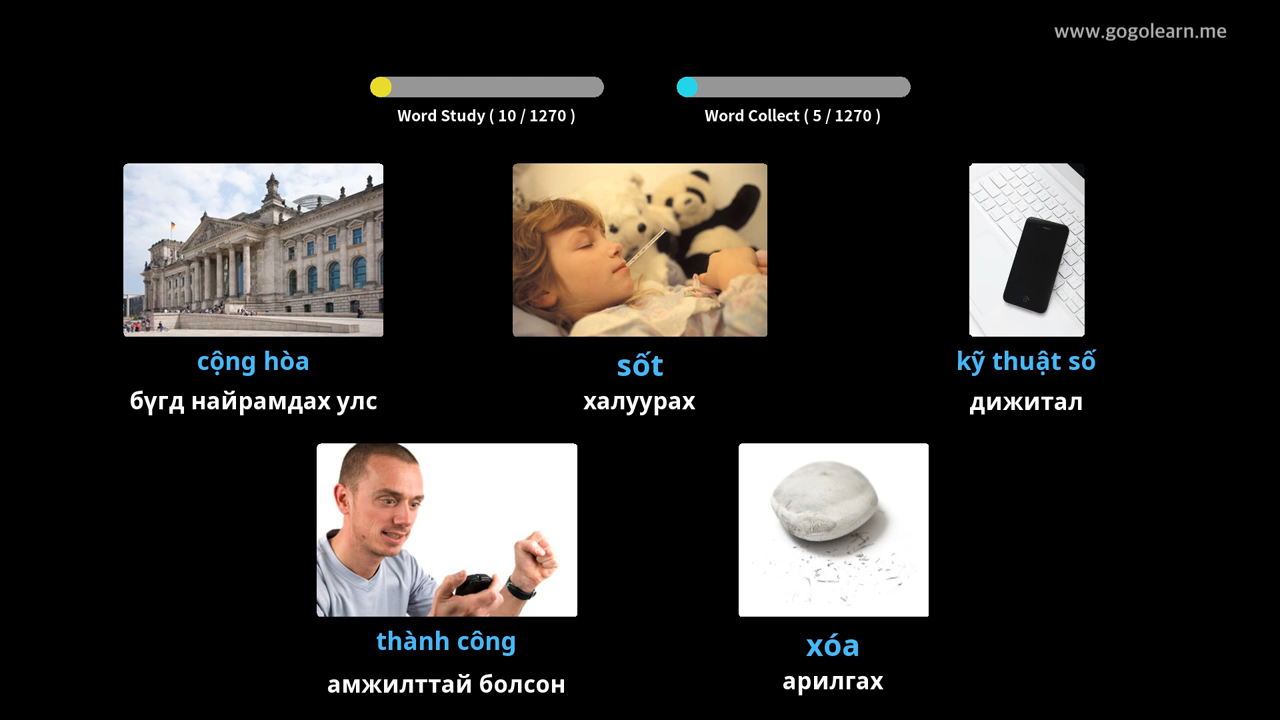 www.gogolearn.me
Word Study ( 10 / 1270 )
Word Collect ( 5 / 1270 )
cộng hòa
бүгд найрамдах улс
sốt
халуурах
kỹ thuật số
дижитал
thành công
амжилттай болсон
xóa
арилгах